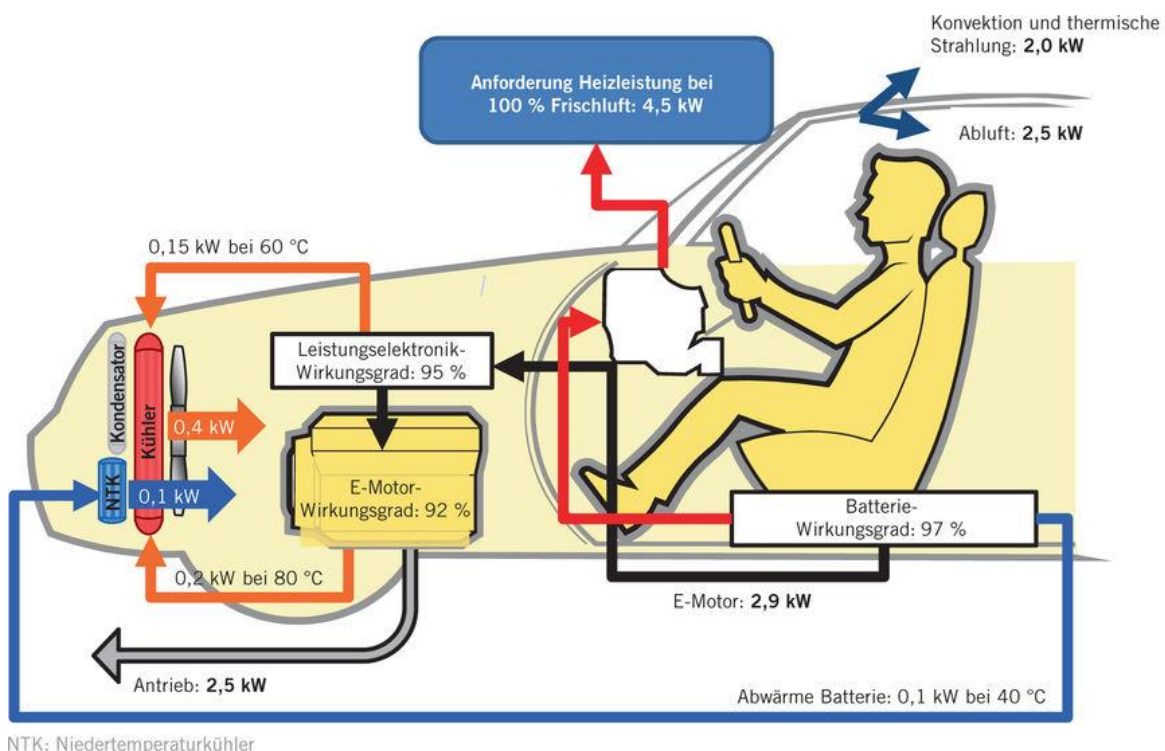 Konvektion und thermische
Strahlung: 2,0 kW
Anforderung Heizleistung bei
100 % Frischluft: 4,5 kW
Abluft: 2,5 kW
0,15 kW bei 60 °C
Leistungselektronik-
Wirkungsgrad: 95 %
Kondensator
Kühler
0,4 kW
NTK
0,1 kW
E-Motor-
Wirkungsgrad: 92 %
Batterie-
Wirkungsgrad: 97 %
0,2 kW bei 80 °C
E-Motor: 2,9 kW
Antrieb: 2,5 kW
Abwärme Batterie: 0,1 kW bei 40 °C
NTK: Niedertemperaturkühler